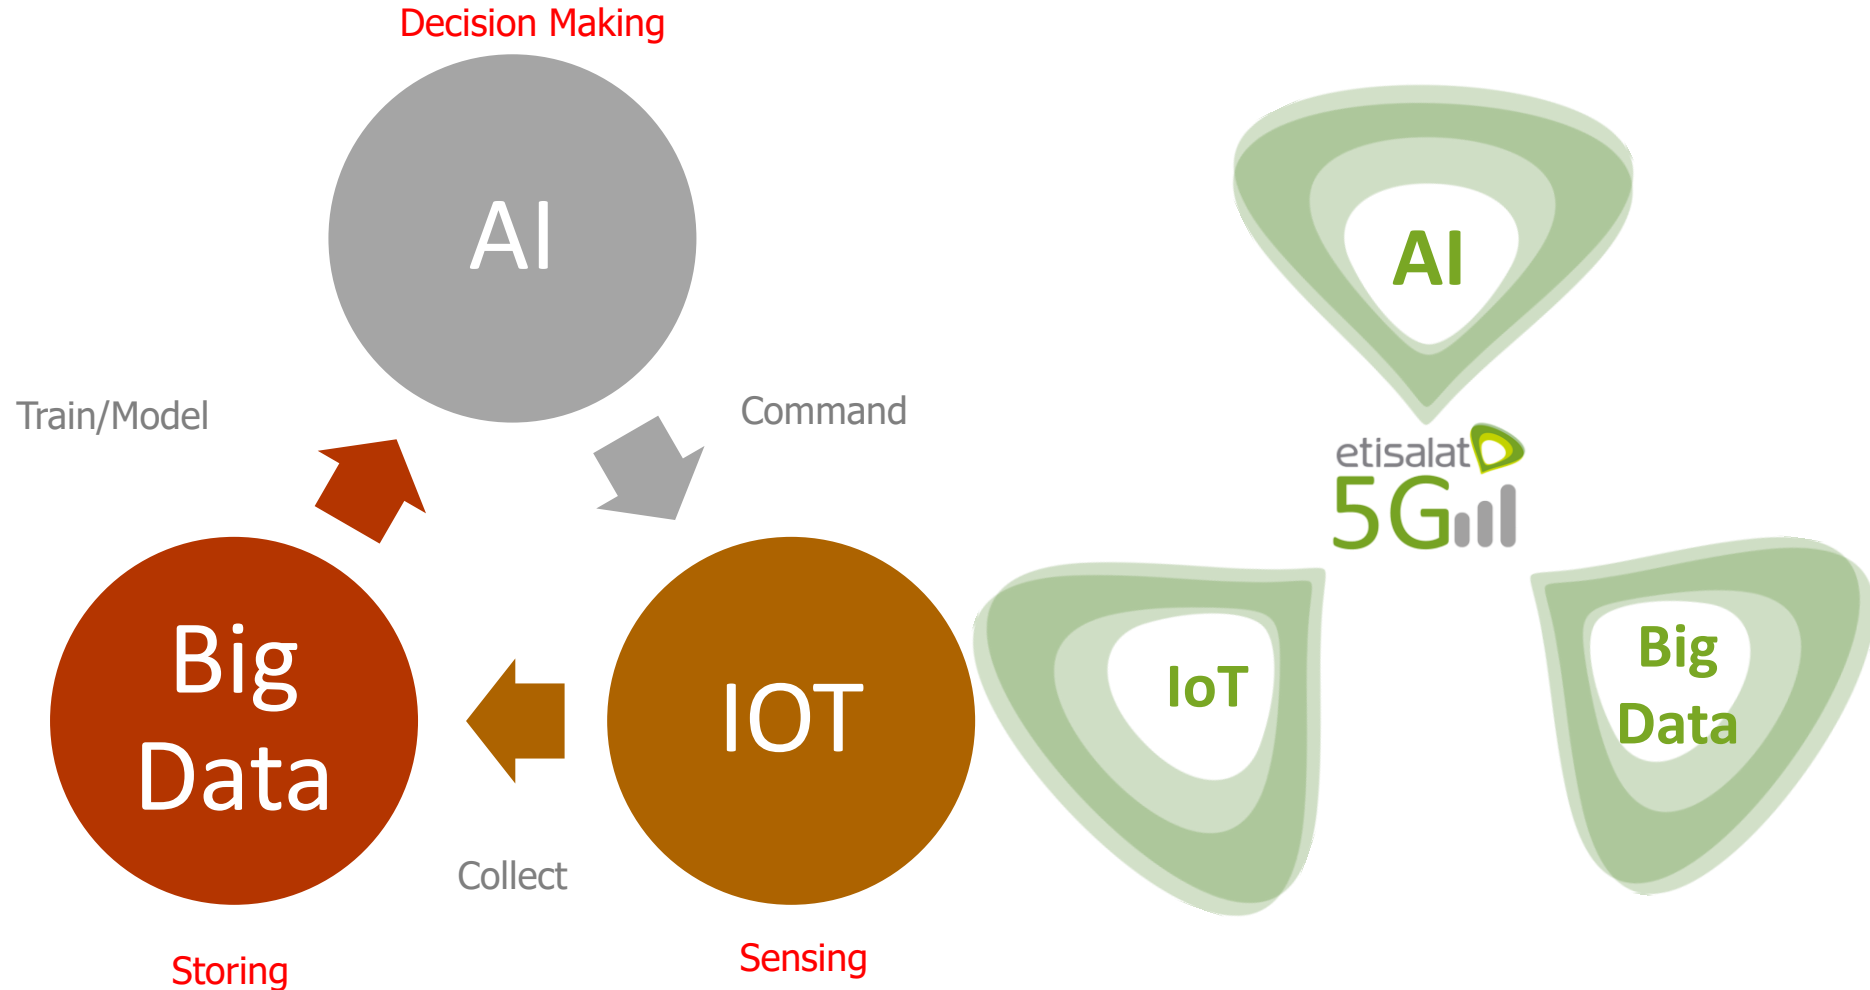 Decision Making
AI
Train/Model
Command
Big
Data
IOT
Collect
Storing
Sensing
AI
etisalat
5G
IoT
Big
Data